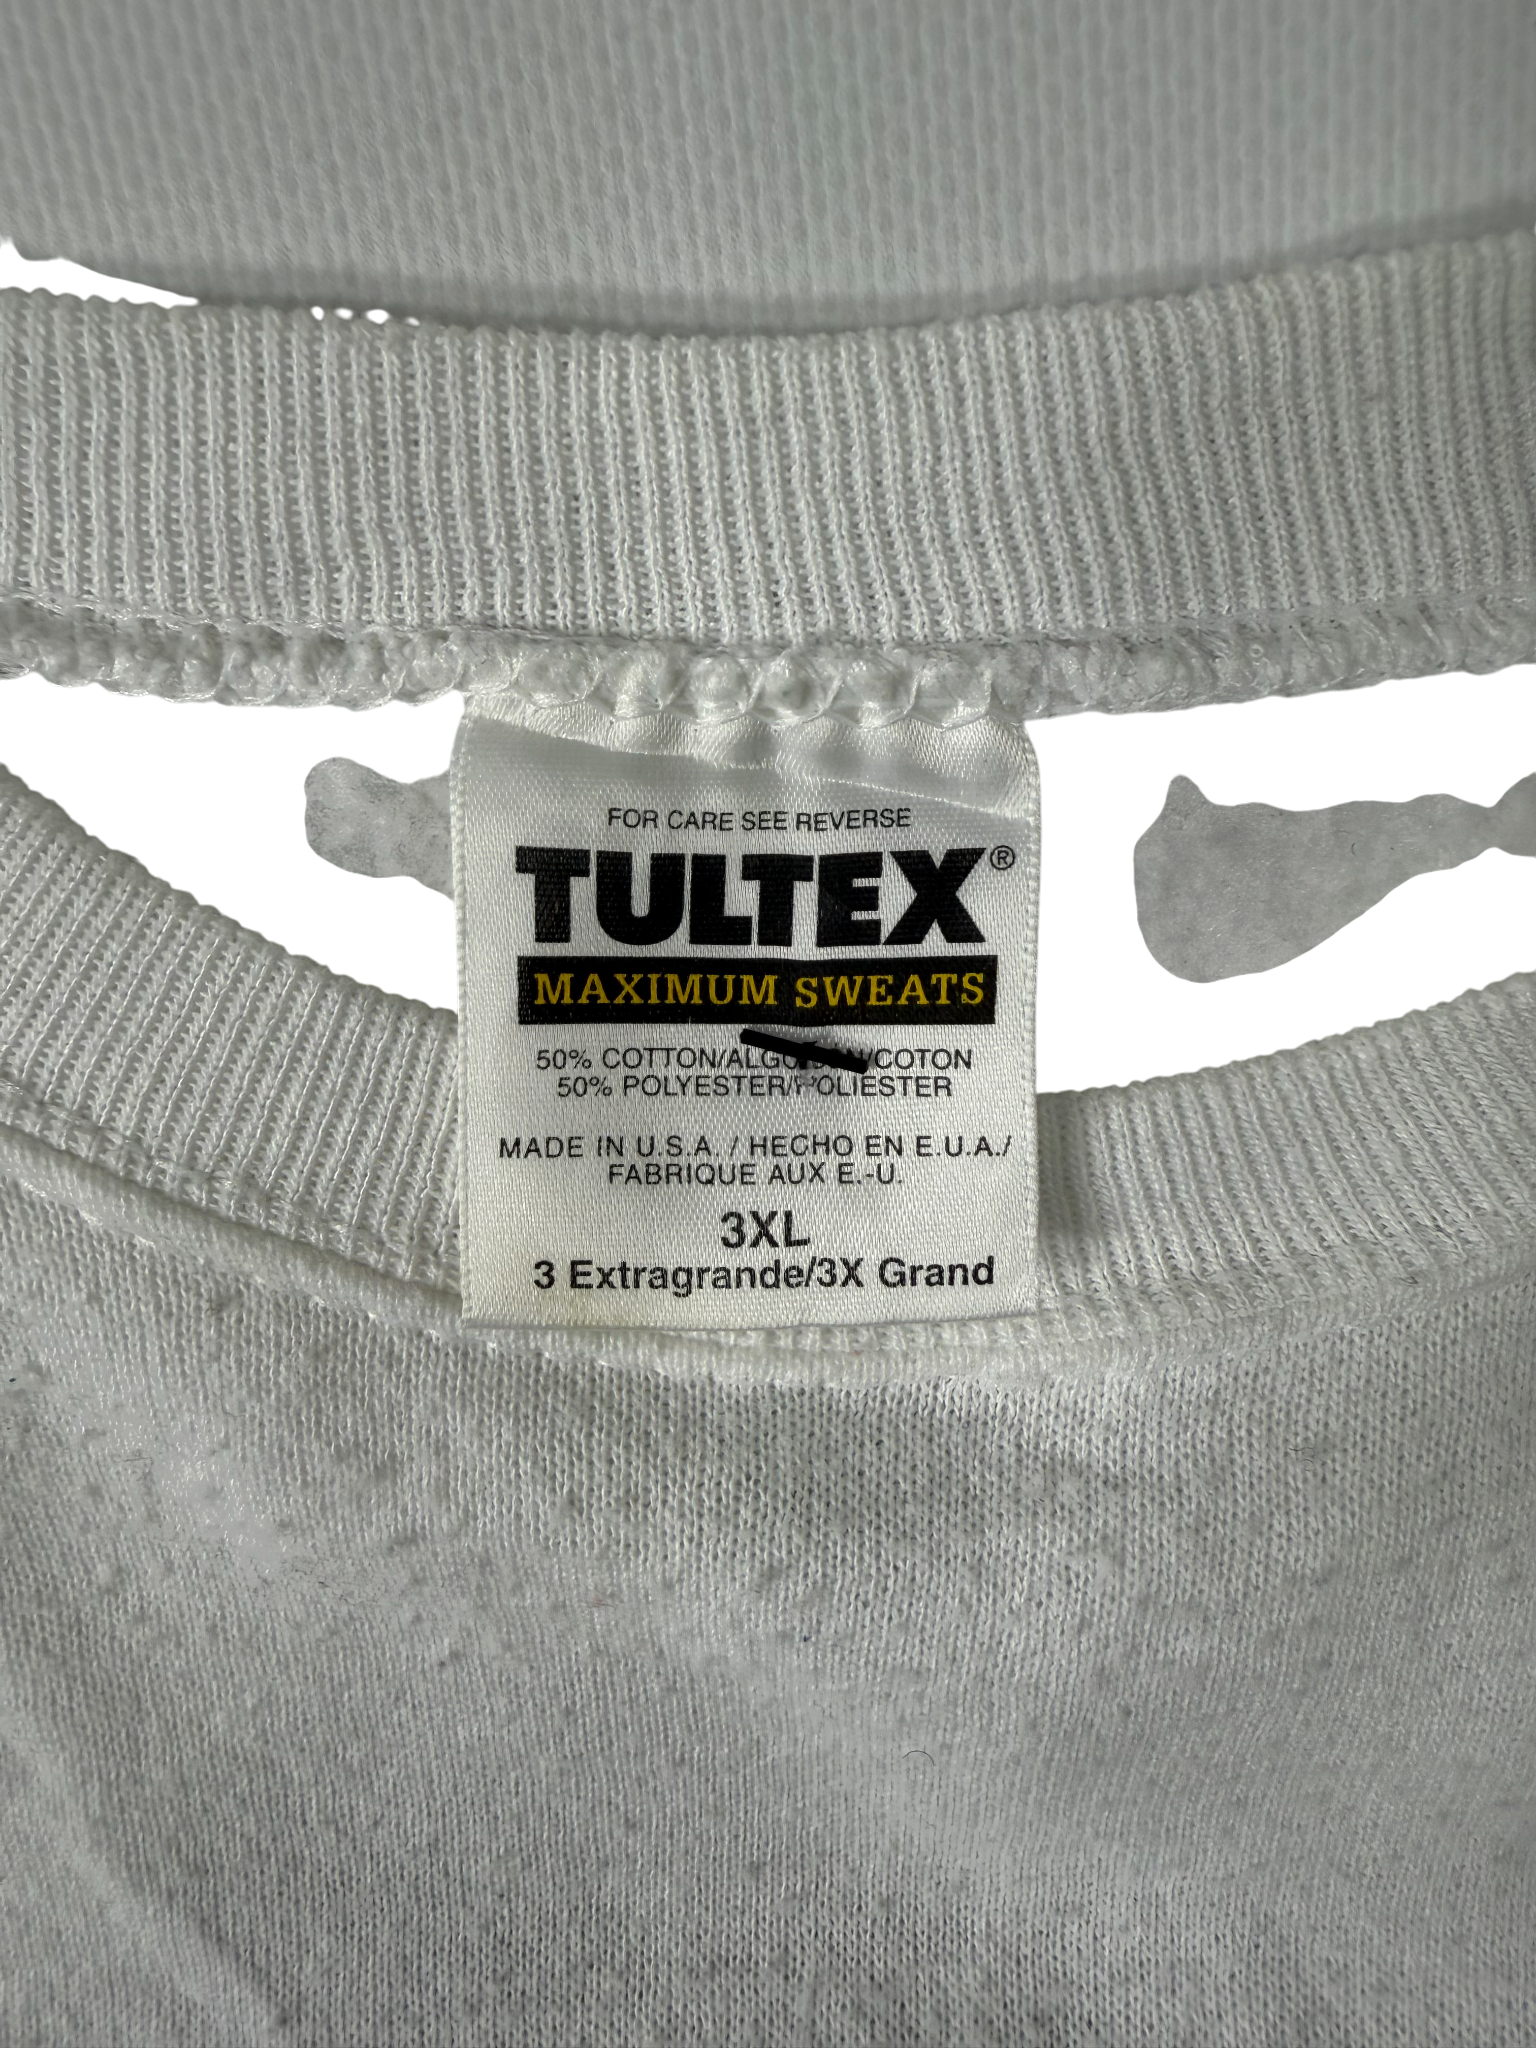 FOR CARE SEE REVERSE
TULTEX®
MAXIMUM SWEATS
50% COTTON/ /COTON
50% POLYESTER/POLIESTER
MADE IN U.S.A. / HECHO EN E.U.A./
FABRIQUE AUX E.-U.
3XL
3 Extragrande/3X Grand